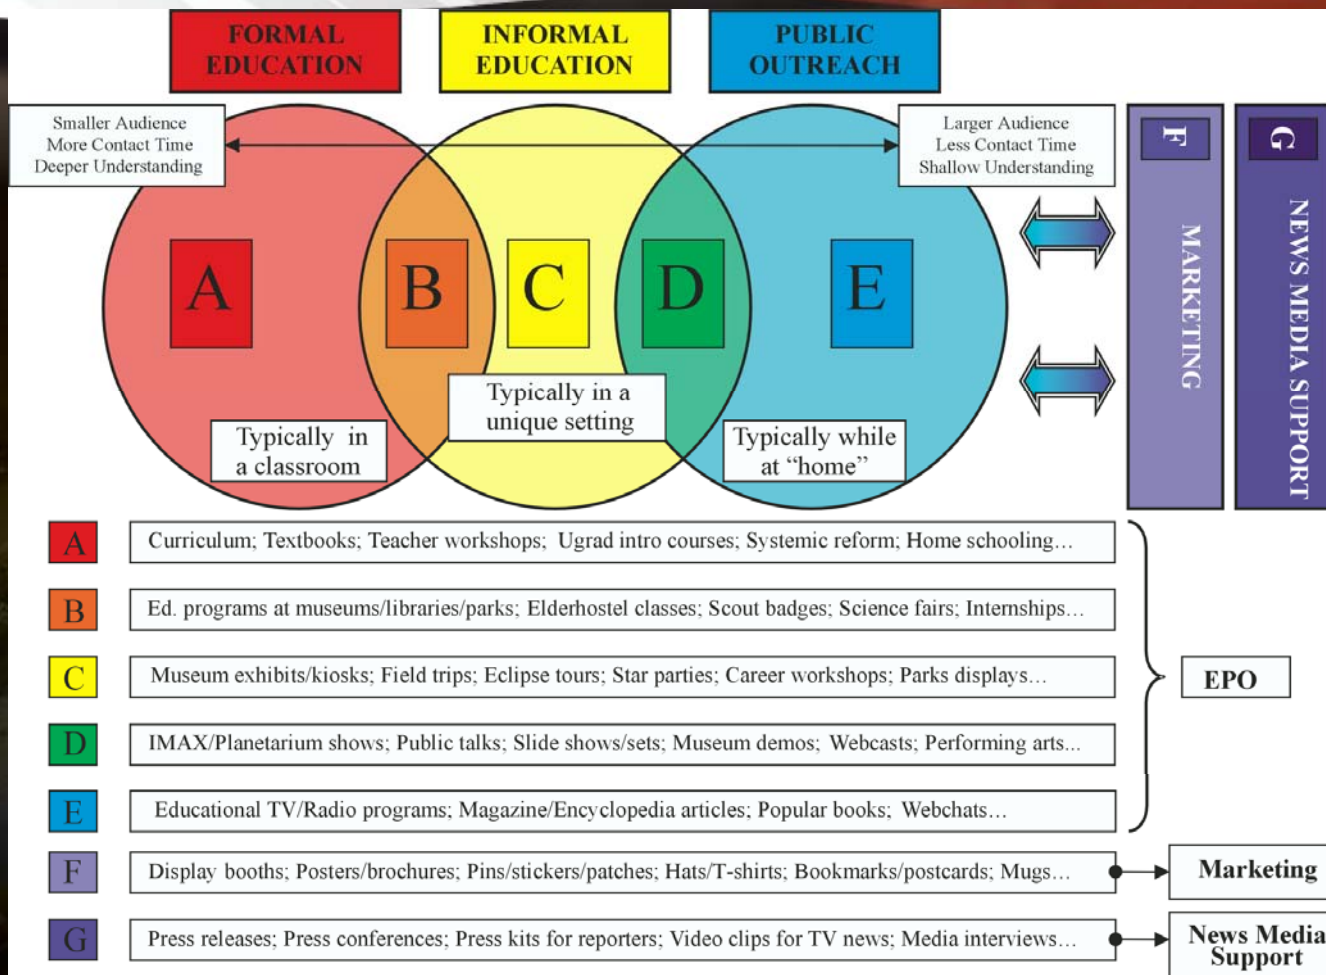 FORMAL
EDUCATION
INFORMAL
EDUCATION
PUBLIC
OUTREACH
Smaller Audience
More Contact Time
Deeper Understanding
Larger Audience
Less Contact Time
Shallow Understanding
F
MARKETING
G
NEWS MEDIA SUPPORT
A
B
C
D
E
Typically in
a classroom
Typically in a
unique setting
Typically while
at “home”
A
Curriculum; Textbooks; Teacher workshops; Ugrad intro courses; Systemic reform; Home schooling…
B
Ed. programs at museums/libraries/parks; Elderhostel classes; Scout badges; Science fairs; Internships…
C
Museum exhibits/kiosks; Field trips; Eclipse tours; Star parties; Career workshops; Parks displays…
D
IMAX/Planetarium shows; Public talks; Slide shows/sets; Museum demos; Webcasts; Performing arts...
E
Educational TV/Radio programs; Magazine/Encyclopedia articles; Popular books; Webchats…
EPO
F
Display booths; Posters/brochures; Pins/stickers/patches; Hats/T-shirts; Bookmarks/postcards; Mugs…
Marketing
G
Press releases; Press conferences; Press kits for reporters; Video clips for TV news; Media interviews…
News Media
Support